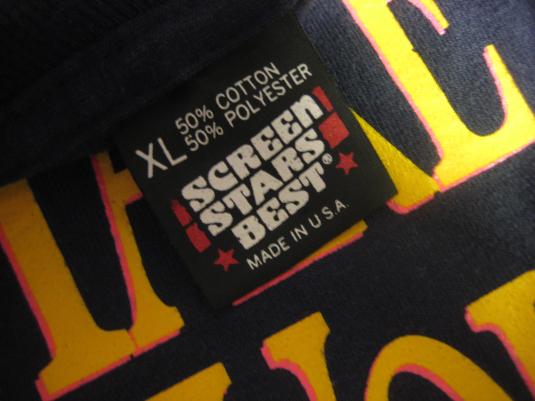 XL
50% COTTON
50% POLYESTER
SCREEN
STARS
BEST®
MADE IN U.S.A.